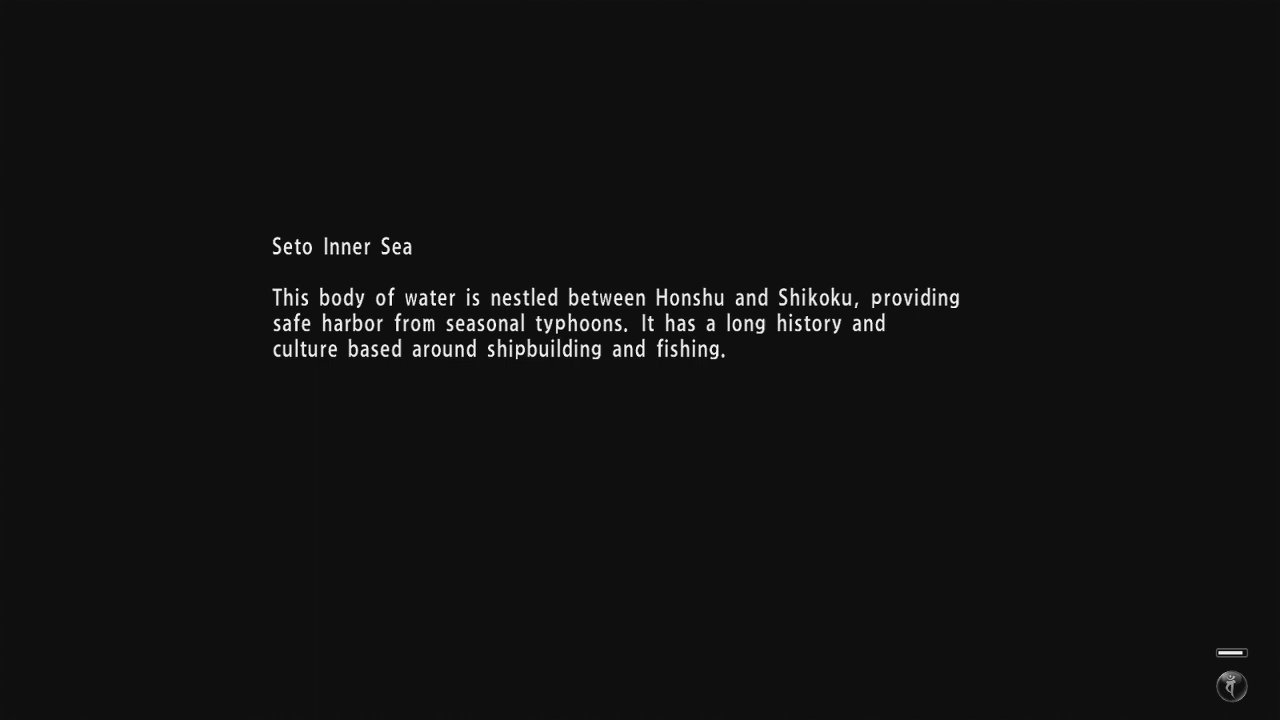 Seto Inner Sea
This body of water is nestled between Honshu and Shikoku, providing
safe harbor from seasonal typhoons. It has a long history and
culture based around shipbuilding and fishing.